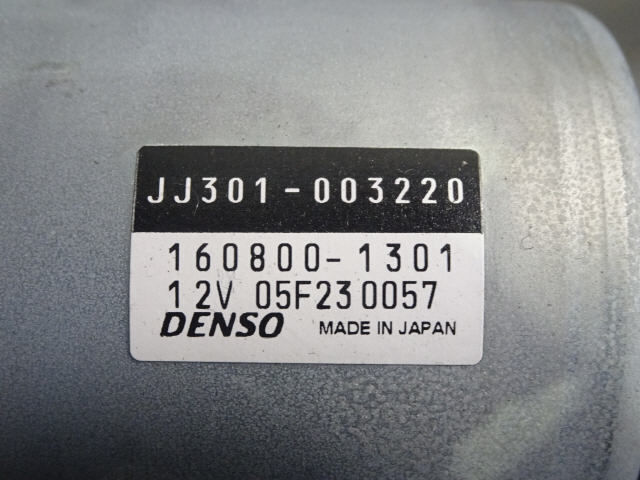 JJ301-003220
160800-1301
12V 05F230057
DENSO MADE IN JAPAN